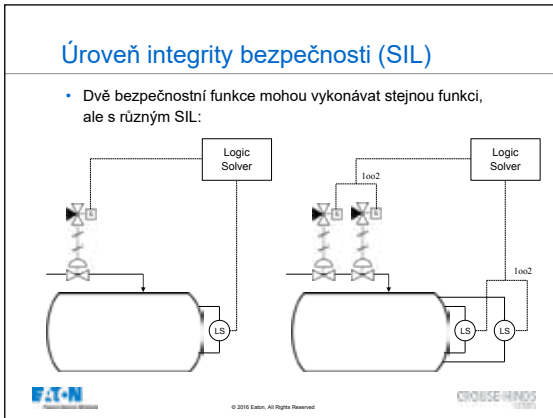 Úroveň integrity bezpečnosti (SIL)
• Dvě bezpečnostní funkce mohou vykonávat stejnou funkci,
ale s různým SIL:
Logic
Solver
S
LS
Logic
Solver
1oo2
S
S
1oo2
LS
LS
EATON
© 2016 Eaton, All Rights Reserved
CROUSE-HINDS
SERIES